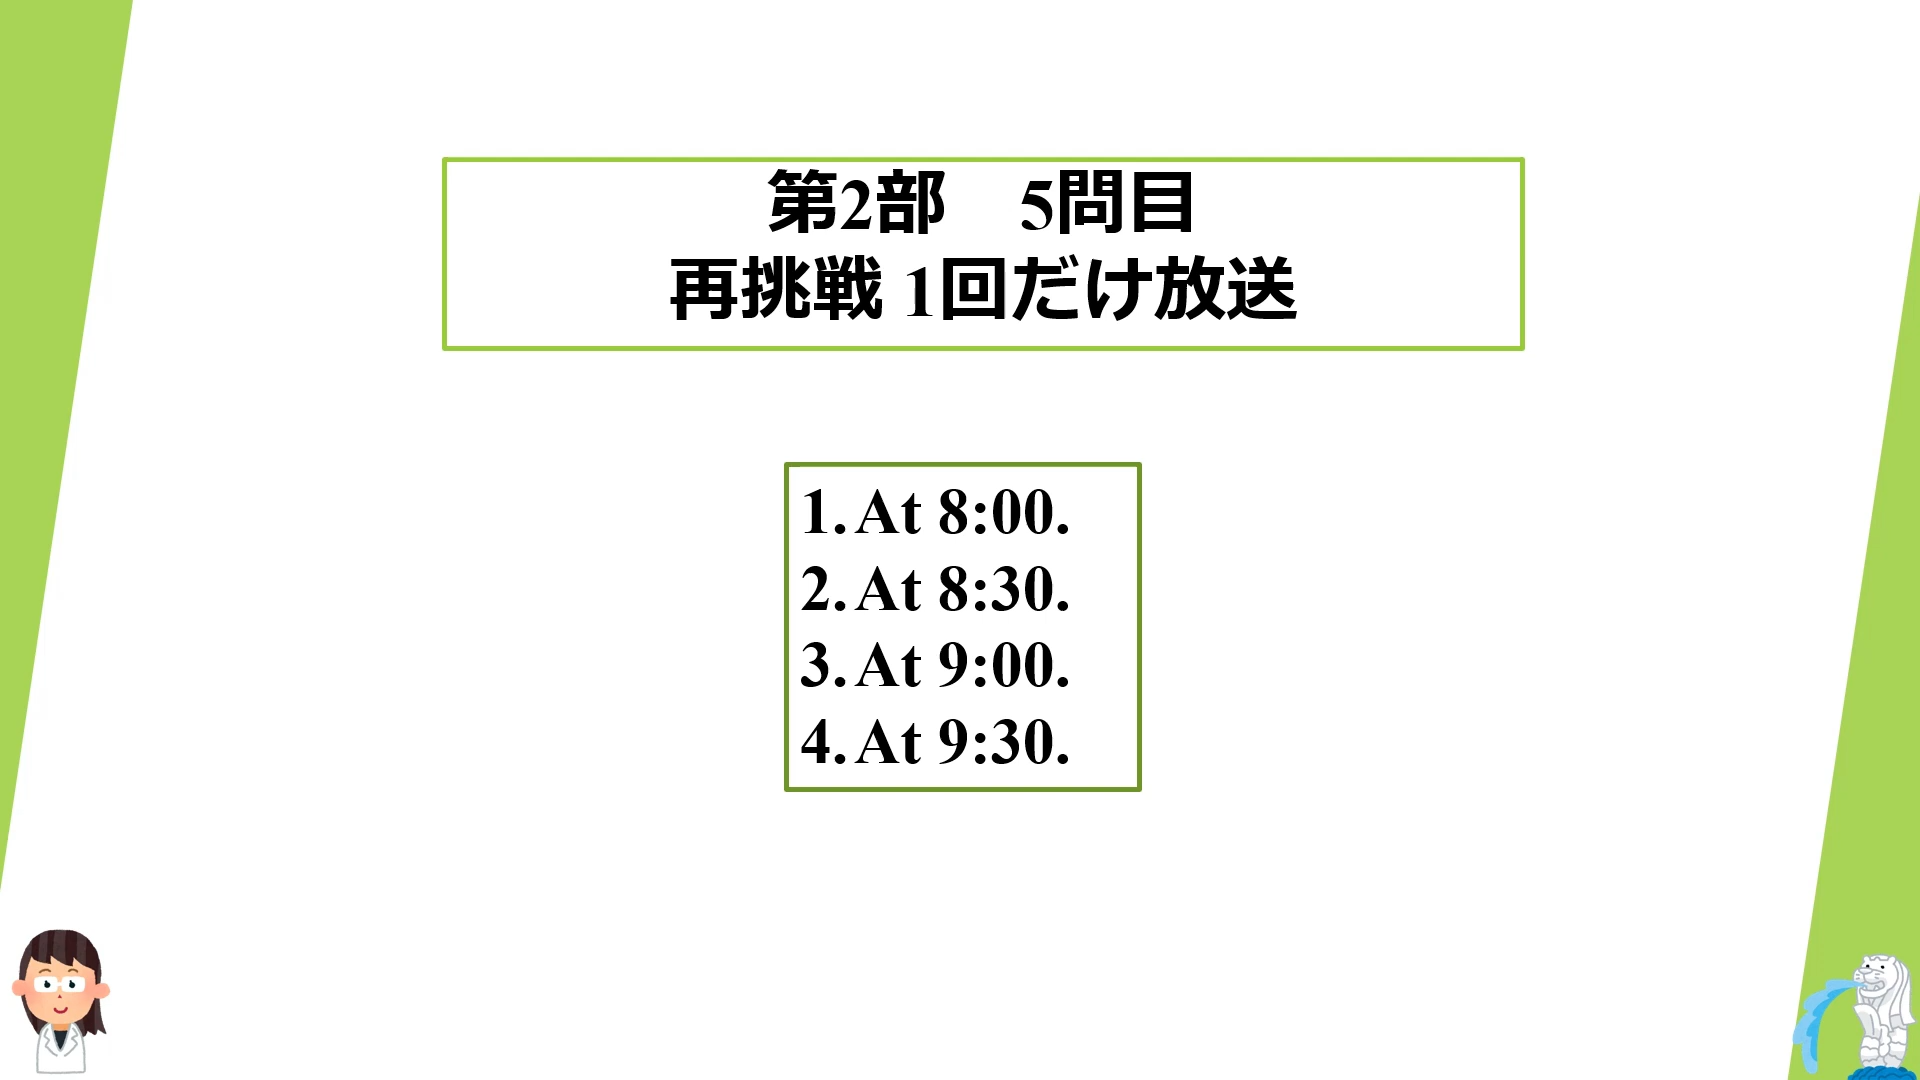 第2部　5問目
再挑戦 1回だけ放送
1. At 8:00.
2. At 8:30.
3. At 9:00.
4. At 9:30.